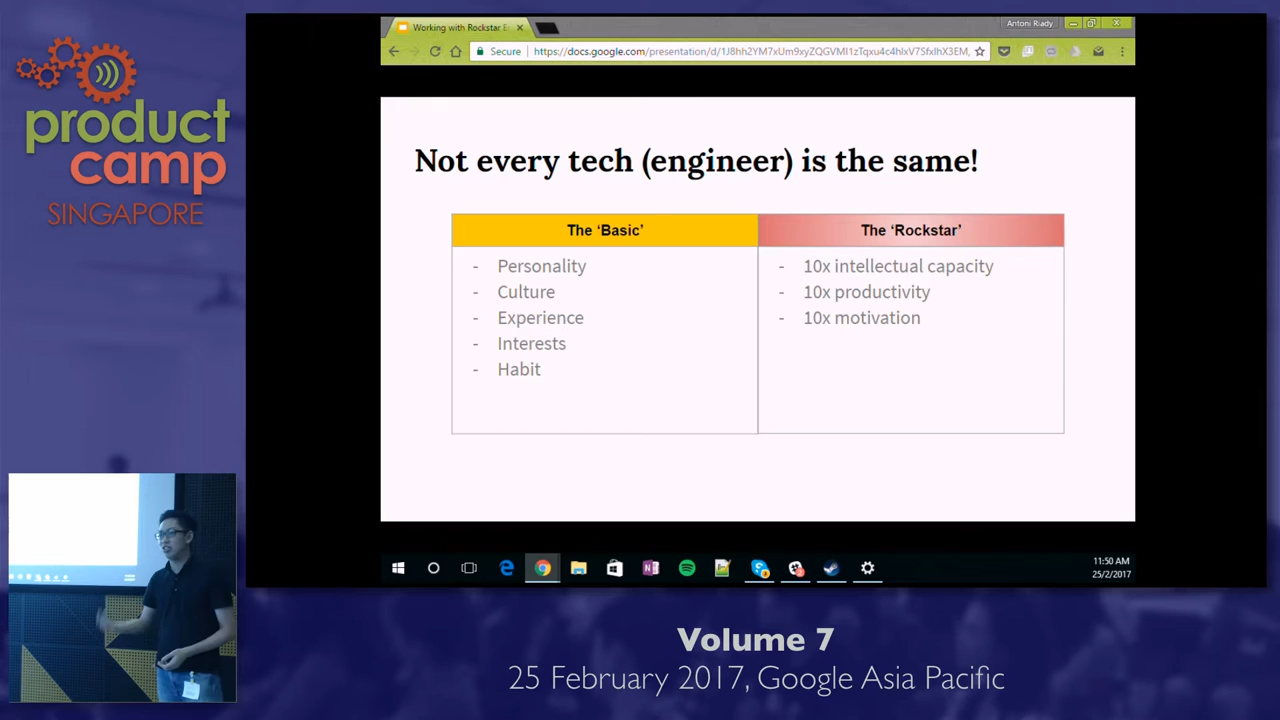 product
camp
SINGAPORE
Working with Rockstar E
Antoni Riady
Secure
https://docs.google.com/presentation/d/1J8hh2YM7xUm9xyZQGVMI1zTqxu4c4hlxV7SfxlhX3EM,
Not every tech (engineer) is the same!
The ‘Basic’
- Personality
- Culture
- Experience
- Interests
- Habit
The ‘Rockstar’
- 10x intellectual capacity
- 10x productivity
- 10x motivation
11:50 AM
25/2/2017
Volume 7
25 February 2017, Google Asia Pacific